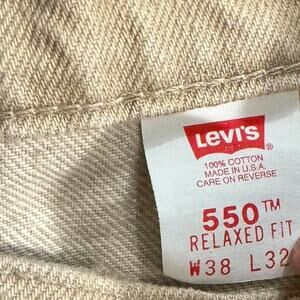 LEVI'S
®
100% COTTON
MADE IN U.S.A.
CARE ON REVERSE
550™
RELAXED FIT
W38 L32